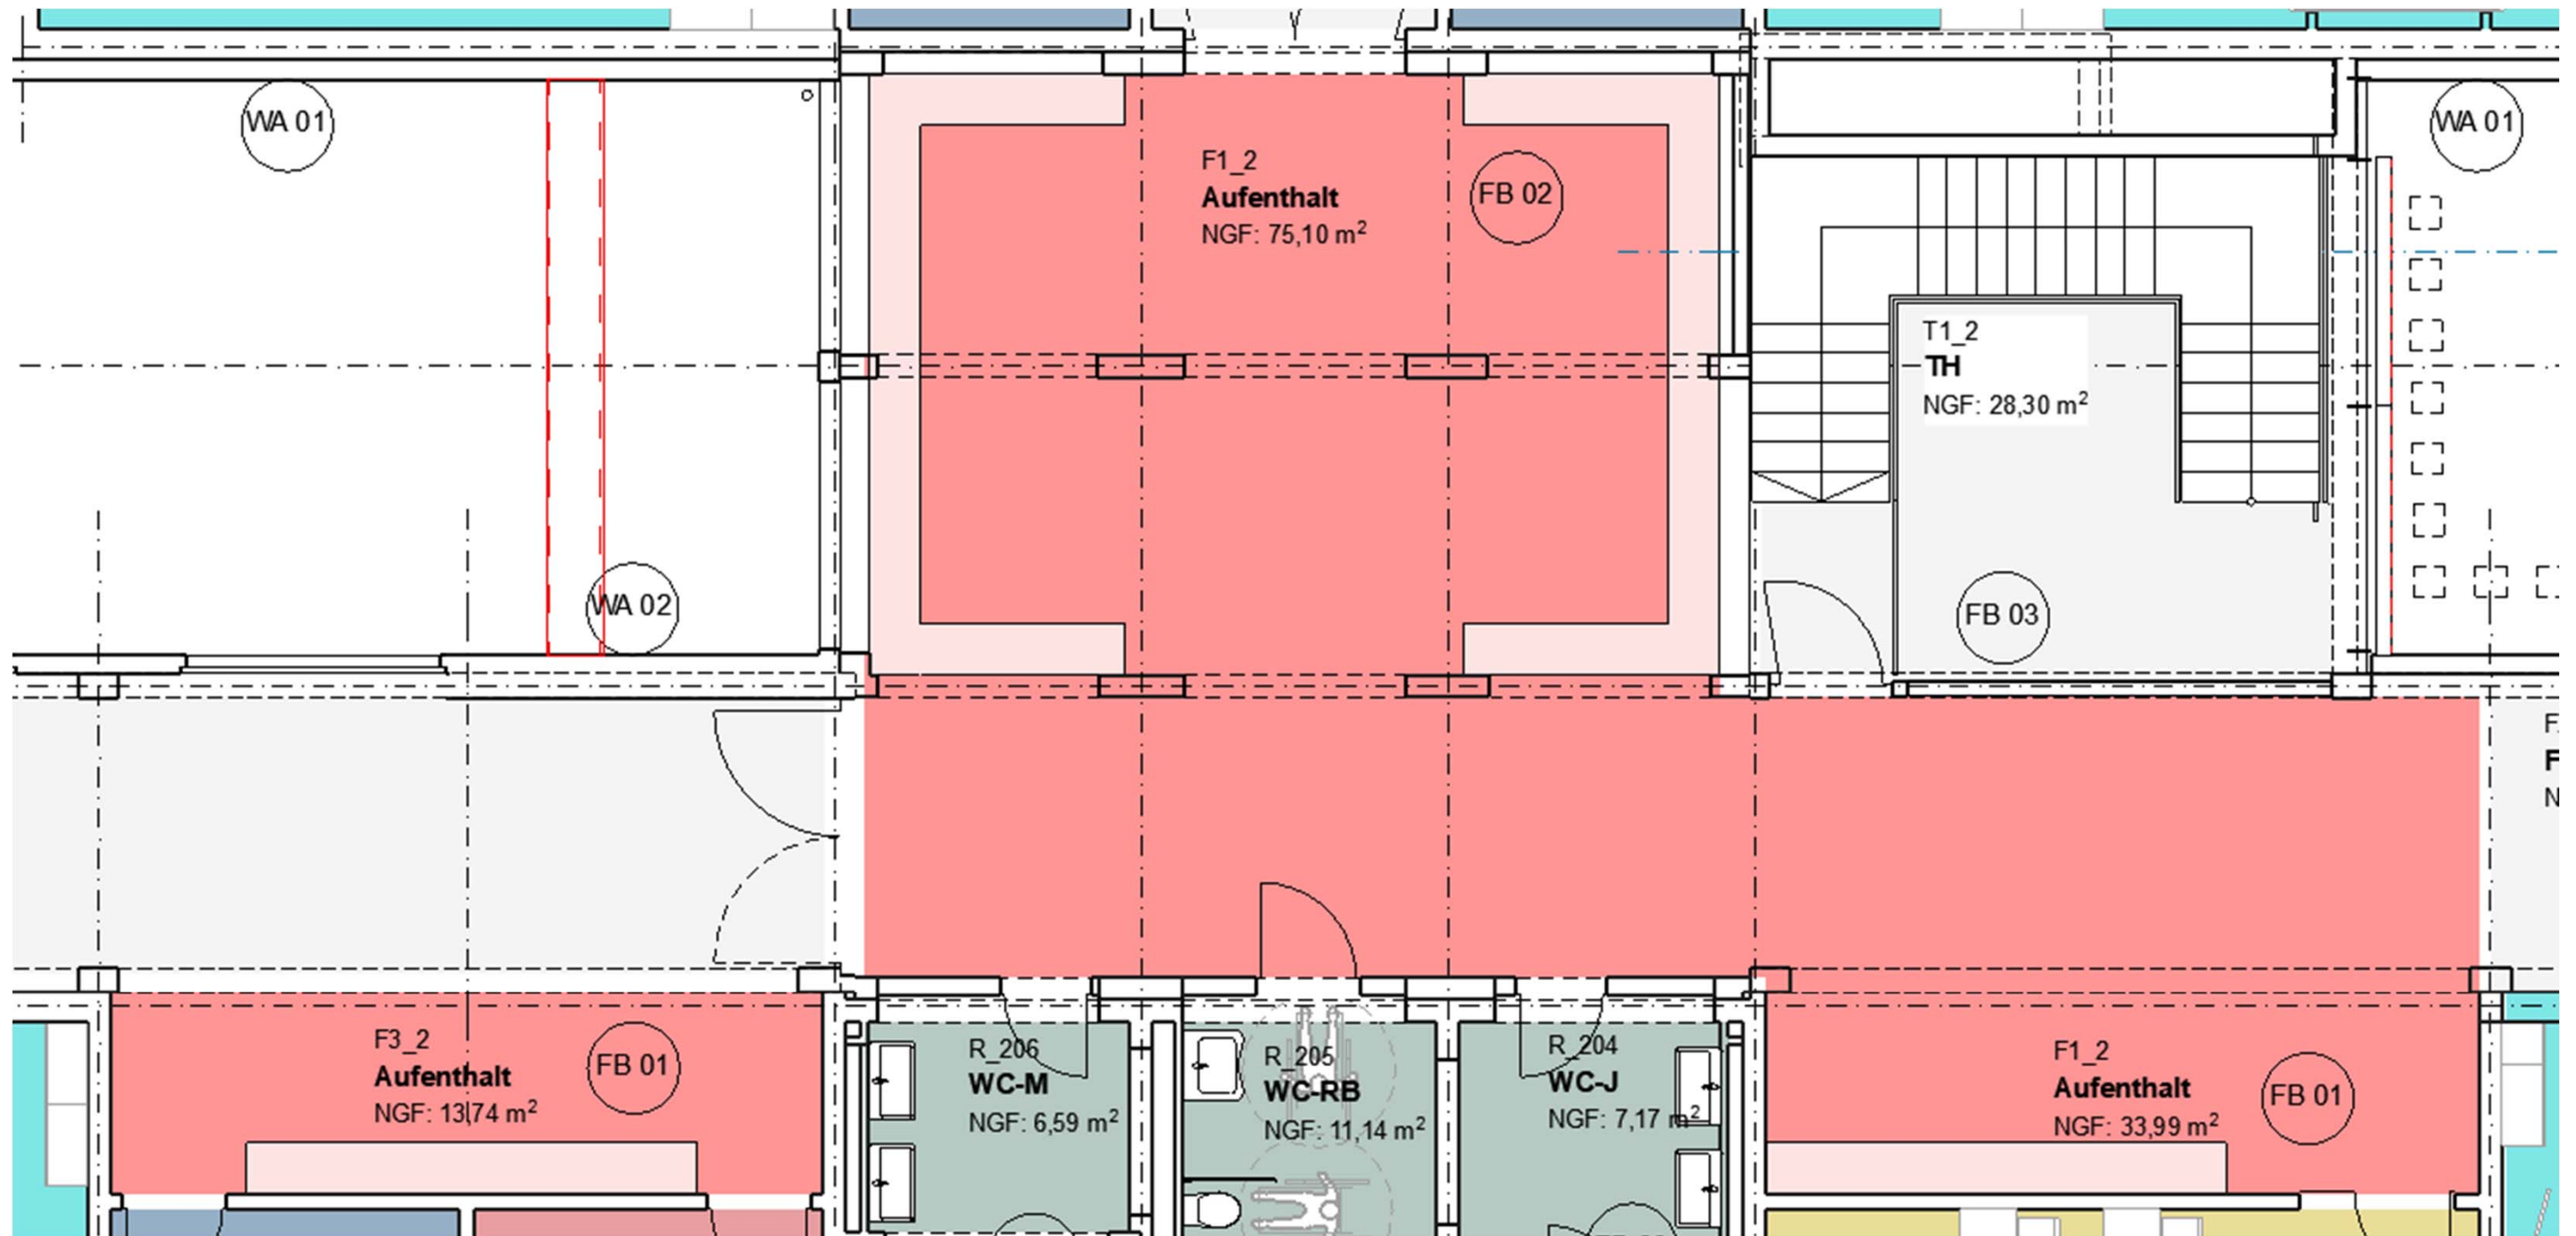 WA 01
F1_2
Aufenthalt
NGF: 75,10 m²
FB 02
WA 01
T1_2
TH
NGF: 28,30 m²
WA 02
FB 03
F
F
N
F3_2
Aufenthalt
NGF: 13,74 m²
FB 01
R_206
WC-M
NGF: 6,59 m²
R_205
WC-RB
NGF: 11,14 m²
R_204
WC-J
NGF: 7,17 m²
F1_2
Aufenthalt
NGF: 33,99 m²
FB 01